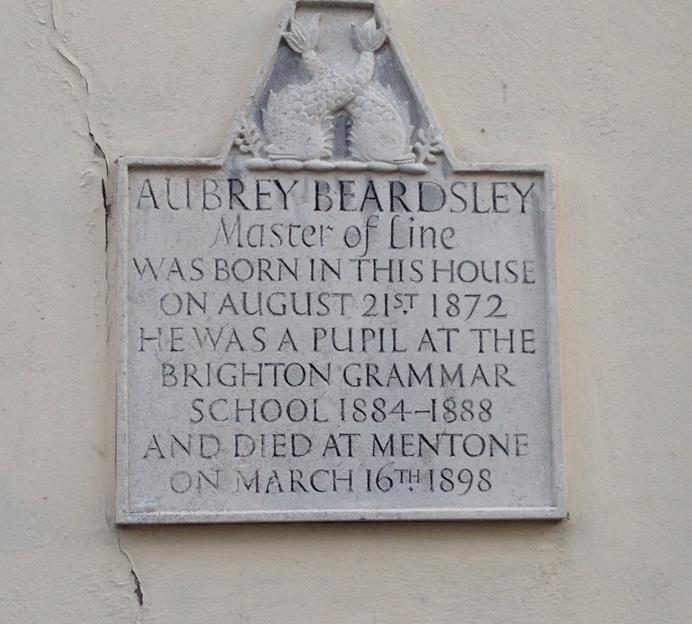 AUBREY BEARDSLEY
Master of Line
WAS BORN IN THIS HOUSE
ON AUGUST 21ST 1872
HE WAS A PUPIL AT THE
BRIGHTON GRAMMAR
SCHOOL 1884-1888
AND DIED AT MENTONE
ON MARCH 16TH 1898